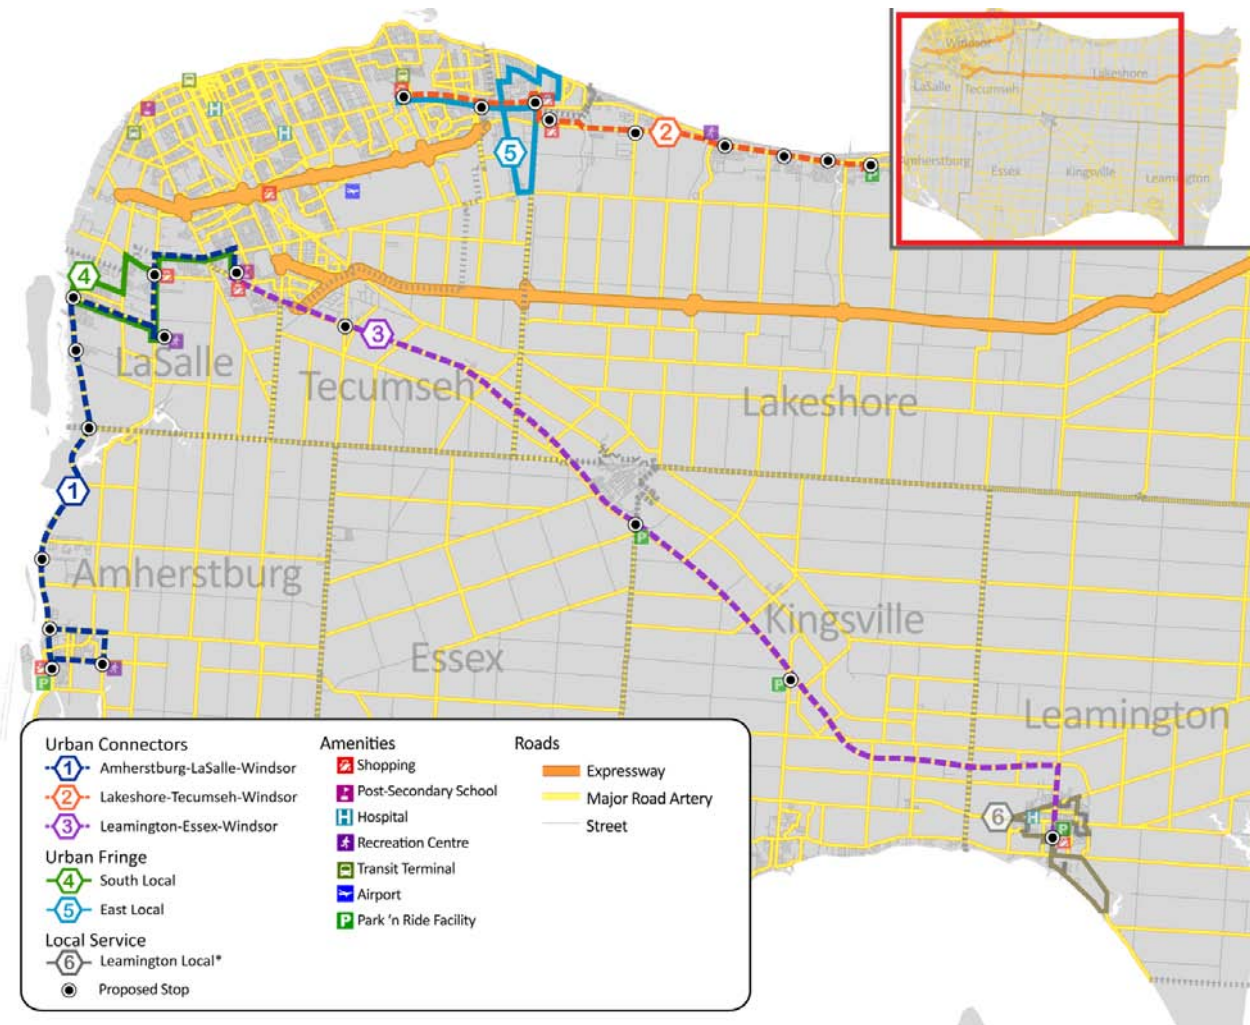 Windsor
Lakeshore
LaSalle
Tecumseh
Amherstburg
Essex
Kingsville
Leamington
H
H
2
5
4
3
LaSalle
Tecumseh
Lakeshore
P
1
P
Amherstburg
Kingsville
Essex
P
P
Leamington
6
H
P
Urban Connectors
1 Amherstburg-LaSalle-Windsor
2 Lakeshore-Tecumseh-Windsor
3 Leamington-Essex-Windsor
Urban Fringe
4 South Local
5 East Local
Local Service
6 Leamington Local*
Proposed Stop
Amenities
Shopping
Post-Secondary School
H Hospital
Recreation Centre
Transit Terminal
Airport
P Park 'n Ride Facility
Roads
Expressway
Major Road Artery
Street